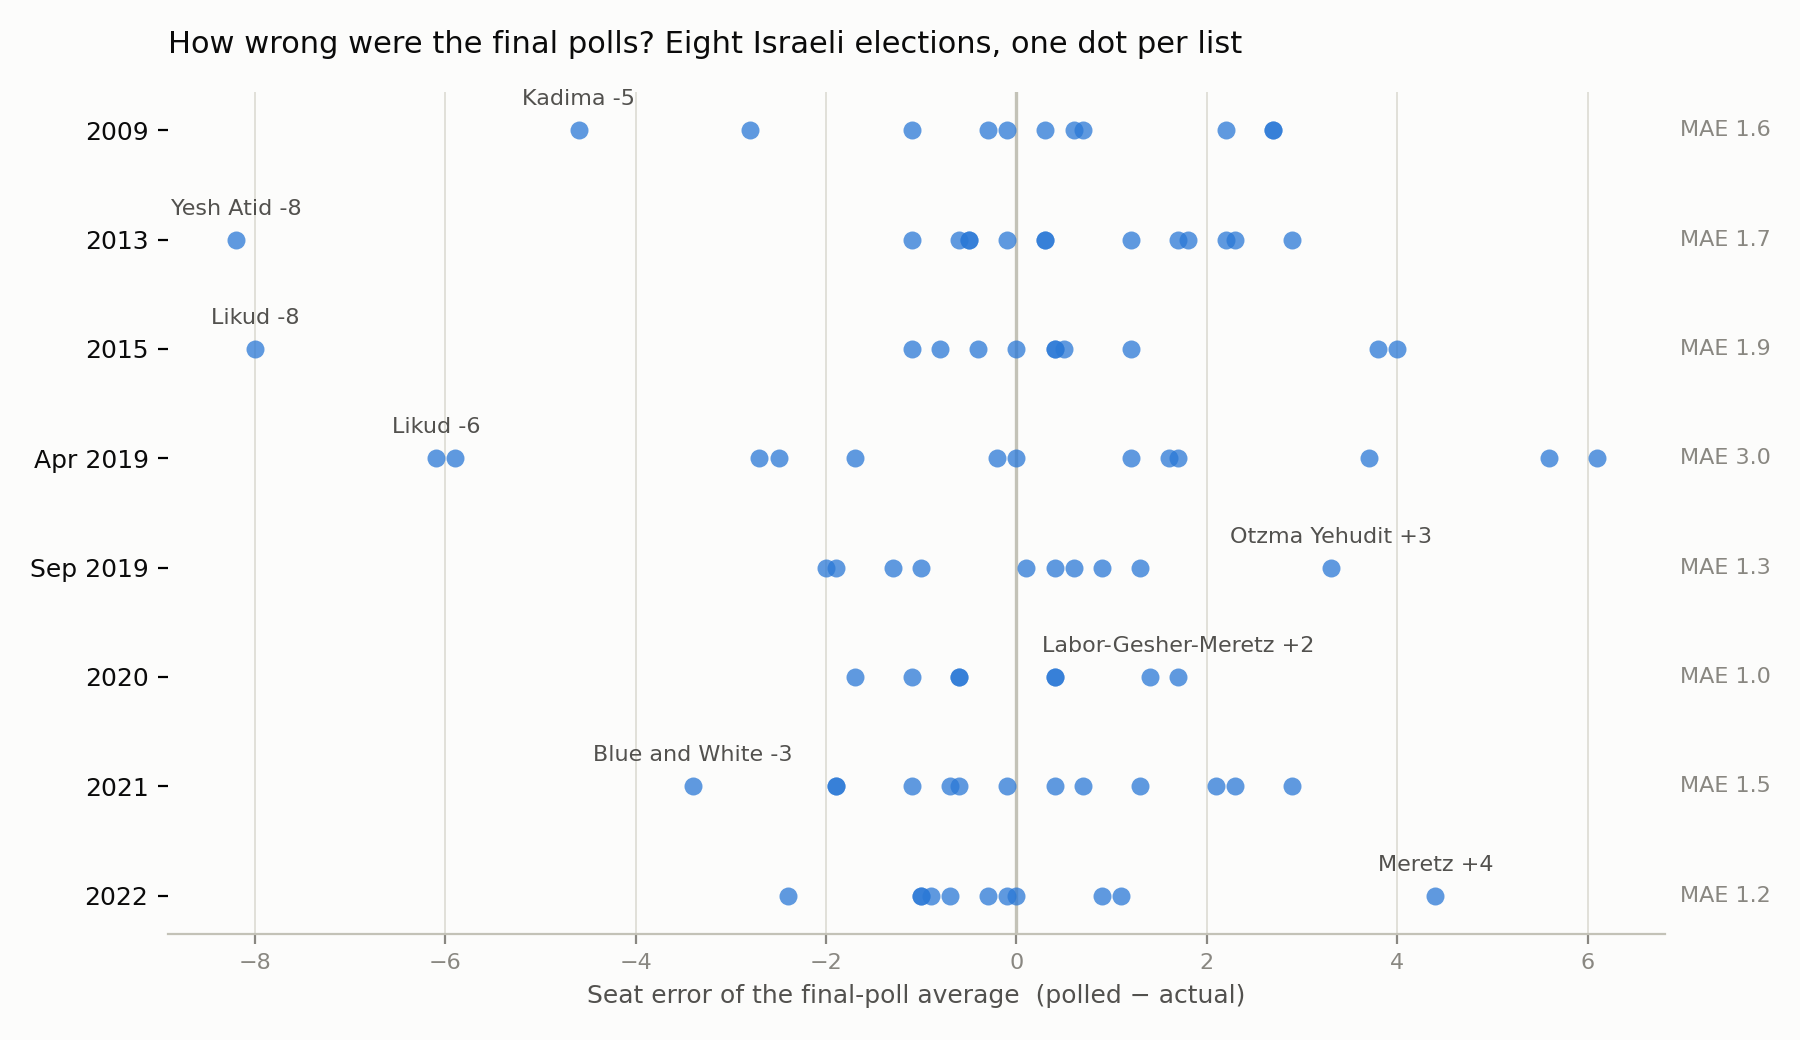 How wrong were the final polls? Eight Israeli elections, one dot per list
Kadima -5
2009
MAE 1.6
Yesh Atid -8
2013
MAE 1.7
Likud -8
2015
MAE 1.9
Likud -6
Apr 2019
MAE 3.0
Otzma Yehudit +3
Sep 2019
MAE 1.3
Labor-Gesher-Meretz +2
2020
MAE 1.0
Blue and White -3
2021
MAE 1.5
Meretz +4
2022
MAE 1.2
−8 −6 −4 −2 0 2 4 6
Seat error of the final-poll average (polled − actual)